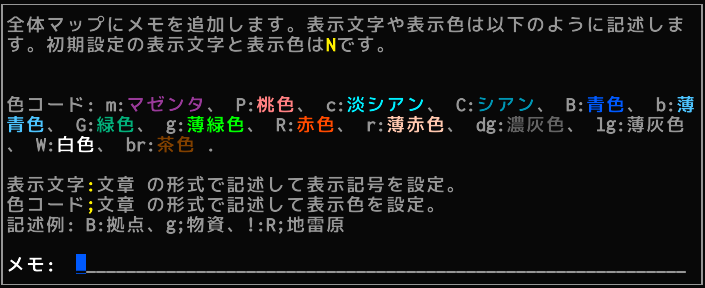 全体マップにメモを追加します。表示文字や表示色は以下のように記述しま
す。初期設定の表示文字と表示色はNです。
色コード: m:マゼンタ、 P:桃色、 c:淡シアン、 C:シアン、 B:青色、 b:薄
青色、 G:緑色、 g:薄緑色、 R:赤色、 r:薄赤色、 dg:濃灰色、 lg:薄灰色
、 W:白色、 br:茶色 .
表示文字:文章 の形式で記述して表示記号を設定。
色コード;文章 の形式で記述して表示色を設定。
記述例: B:拠点、g;物資、!:R;地雷原
メモ: